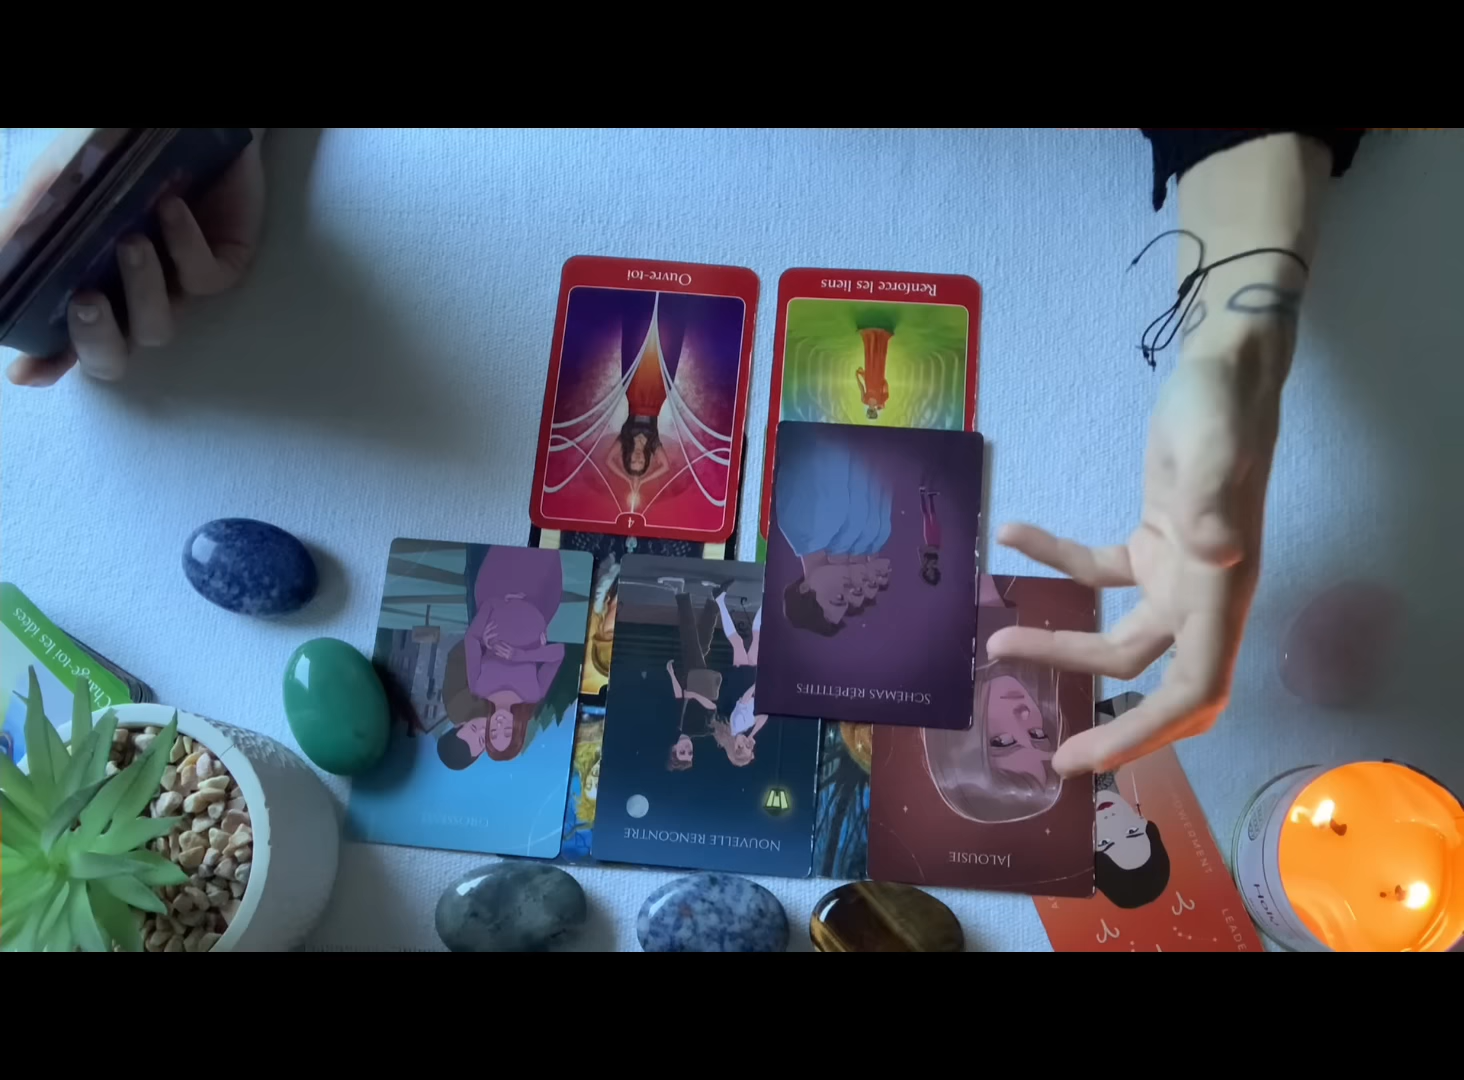 Ouvre-toi
4
Renforce les liens
Change-toi les idées
SCHÉMAS RÉPÉTITIFS
NOUVELLE RENCONTRE
JALOUSIE